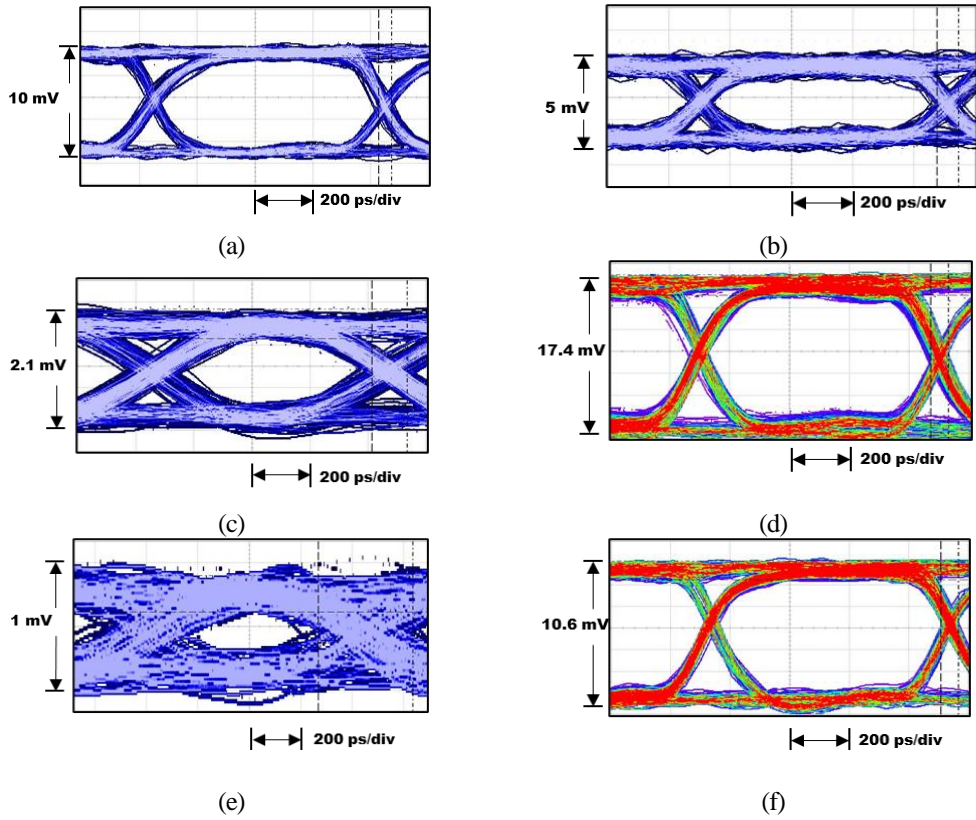 10 mV
200 ps/div
(a)
5 mV
200 ps/div
(b)
2.1 mV
200 ps/div
(c)
17.4 mV
200 ps/div
(d)
1 mV
200 ps/div
(e)
10.6 mV
200 ps/div
(f)